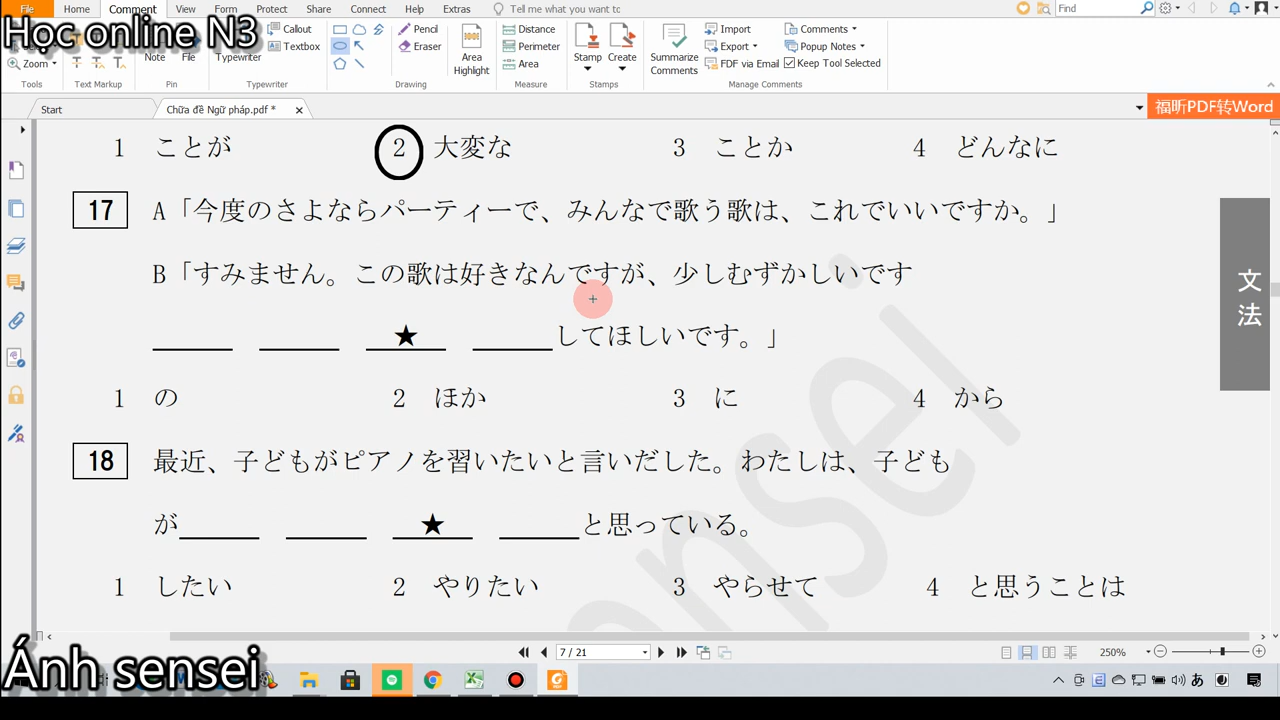 File Home Comment View Form Protect Share Connect Help Extras Tell me what you want to do Find
Học online N3
Callout Pencil Distance Import Comments
Textbox Eraser Perimeter Export Popup Notes
Zoom Note File Typewriter Area Highlight Area Stamp Create Summarize Comments FDF via Email Keep Tool Selected
Tools Text Markup Typewriter Drawing Measure Stamps Manage Comments
Start Chữa đề Ngữ pháp.pdf * 福昕PDF转Word
1 ことが 2 大変な 3 ことか 4 どんなに
17 A「今度のさよならパーティーで、みんなで歌う歌は、これでいいですか。」
B「すみません。この歌は好きなんですが、少しむずかしいです
★ してほしいです。」
文法
1 の 2 ほか 3 に 4 から
18 最近、子どもがピアノを習いたいと言いだした。わたしは、子ども
が ★ と思っている。
1 したい 2 やりたい 3 やらせて 4 と思うことは
ensei
7 / 21 250%
Ánh sensei
あ